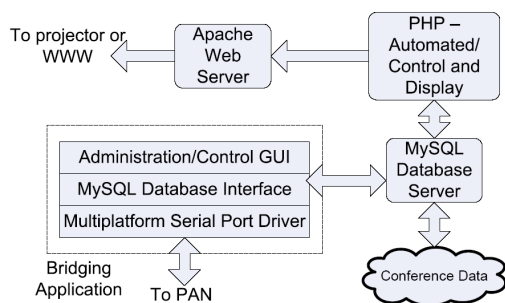 To projector or
WWW
Apache
Web
Server
PHP –
Automated/
Control and
Display
Administration/Control GUI
MySQL Database Interface
Multiplatform Serial Port Driver
MySQL
Database
Server
Bridging
Application
To PAN
Conference Data